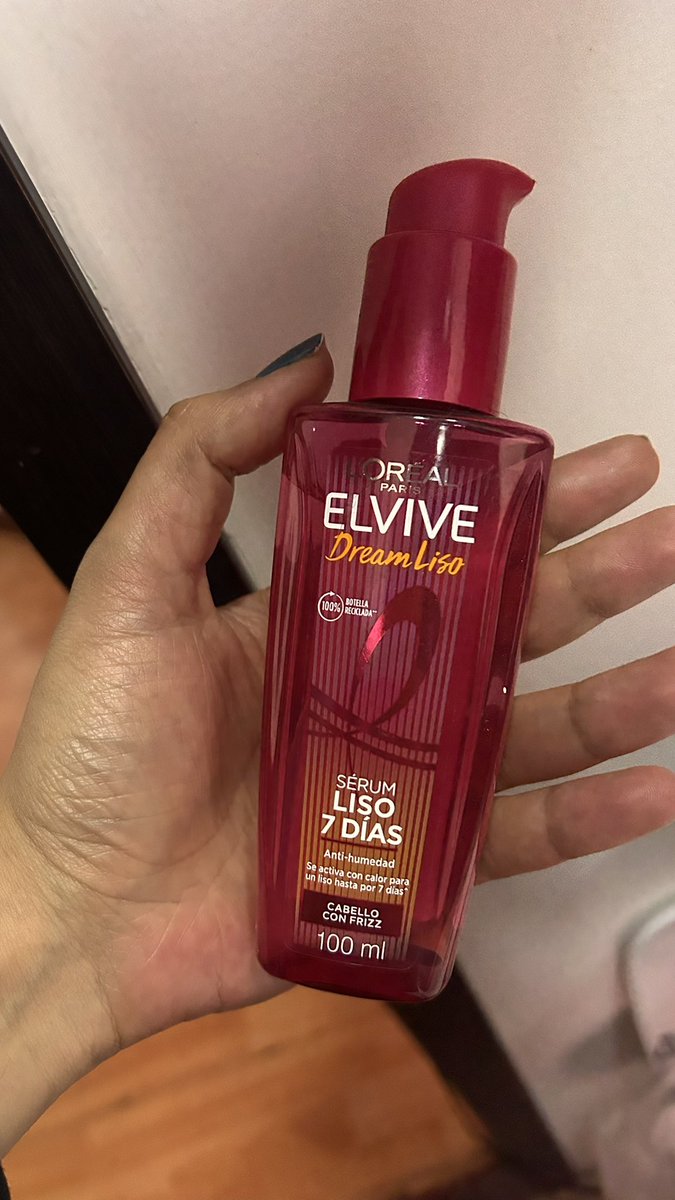 L'ORÉAL
PARIS
ELVIVE
Dream Liso
100%
BOTELLA
RECICLADA**
SÉRUM
LISO
7 DÍAS
Anti-humedad
Se activa con calor para
un liso hasta por 7 días*
CABELLO
CON FRIZZ
100 ml